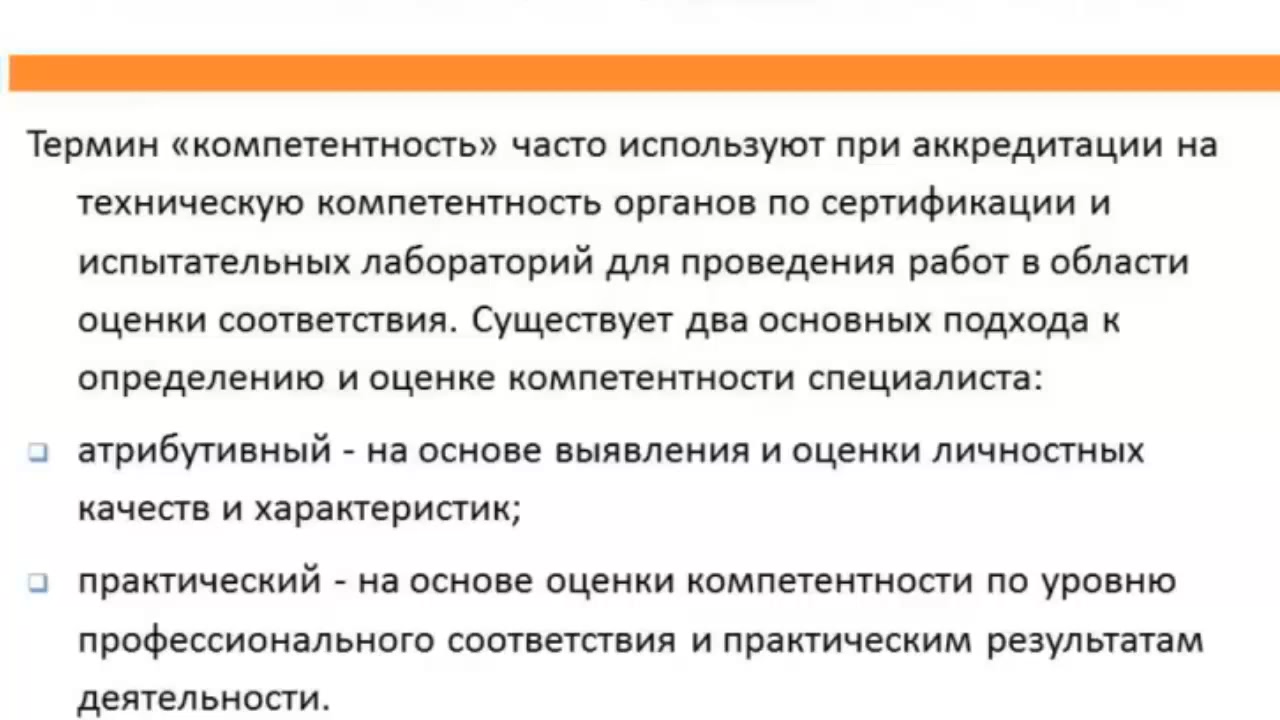 Термин «компетентность» часто используют при аккредитации на
техническую компетентность органов по сертификации и
испытательных лабораторий для проведения работ в области
оценки соответствия. Существует два основных подхода к
определению и оценке компетентности специалиста:
атрибутивный - на основе выявления и оценки личностных
качеств и характеристик;
практический - на основе оценки компетентности по уровню
профессионального соответствия и практическим результатам
деятельности.